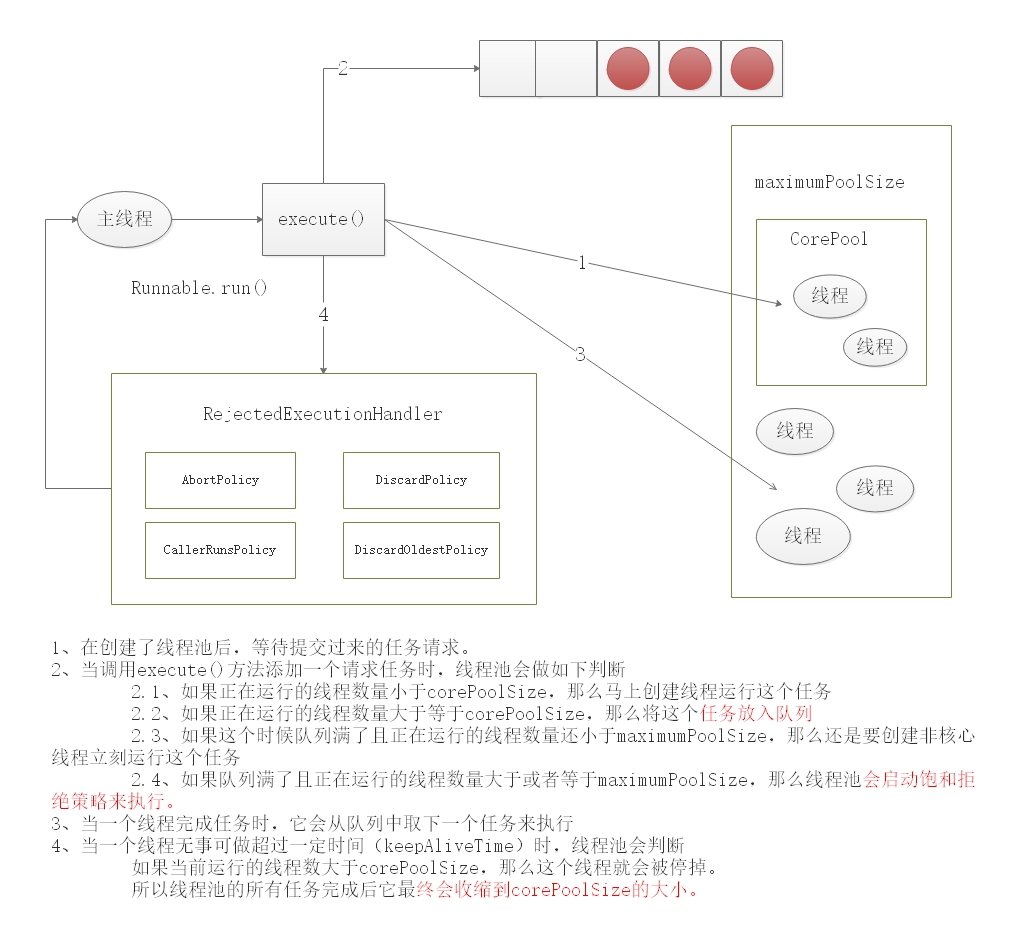 2
maximumPoolSize
主线程
execute()
CorePool
1
Runnable.run()
线程
4
线程
3
RejectedExecutionHandler
线程
AbortPolicy
DiscardPolicy
线程
线程
CallerRunsPolicy
DiscardOldestPolicy
1、在创建了线程池后，等待提交过来的任务请求。
2、当调用execute()方法添加一个请求任务时，线程池会做如下判断
2.1、如果正在运行的线程数量小于corePoolSize，那么马上创建线程运行这个任务
2.2、如果正在运行的线程数量大于等于corePoolSize，那么将这个任务放入队列
2.3、如果这个时候队列满了且正在运行的线程数量还小于maximumPoolSize，那么还是要创建非核心
线程立刻运行这个任务
2.4、如果队列满了且正在运行的线程数量大于或者等于maximumPoolSize，那么线程池会启动饱和拒
绝策略来执行。
3、当一个线程完成任务时，它会从队列中取下一个任务来执行
4、当一个线程无事可做超过一定时间（keepAliveTime）时，线程池会判断
如果当前运行的线程数大于corePoolSize，那么这个线程就会被停掉。
所以线程池的所有任务完成后它最终会收缩到corePoolSize的大小。